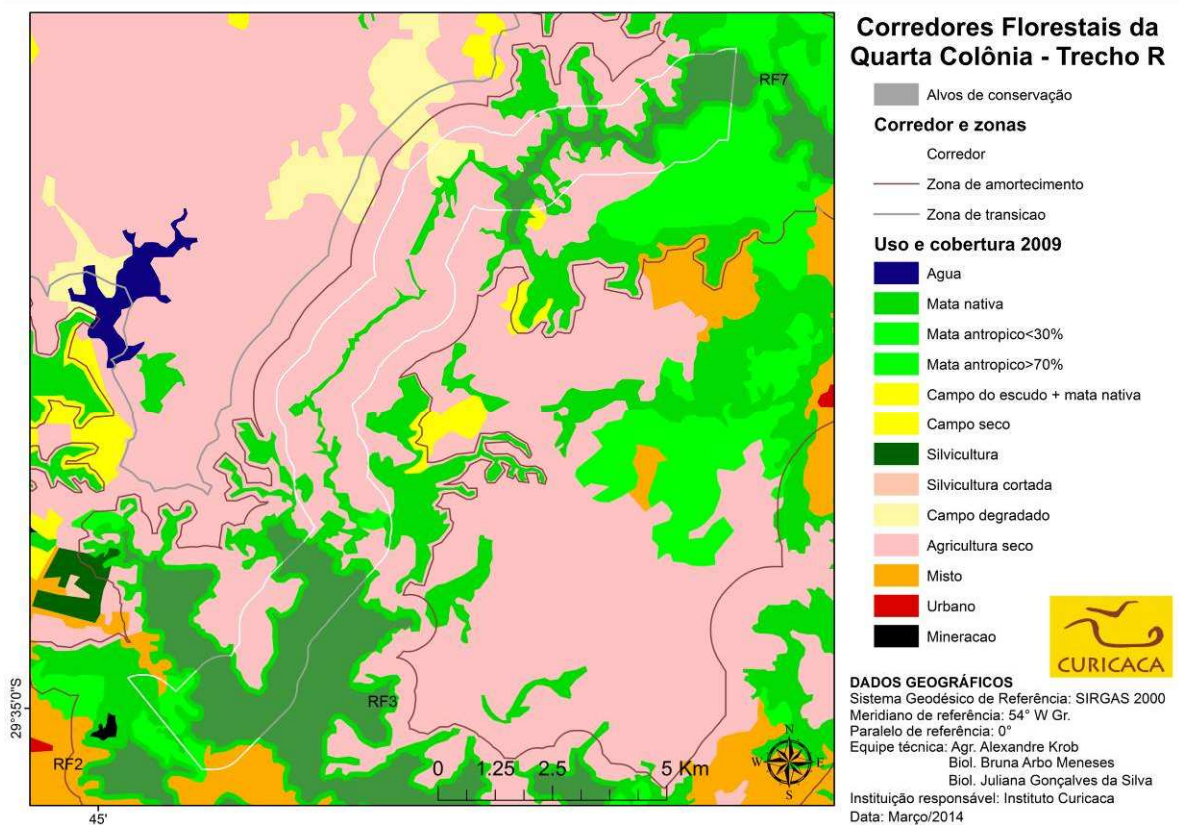 Corredores Florestais da
Quarta Colônia - Trecho R
Alvos de conservação
Corredor e zonas
Corredor
Zona de amortecimento
Zona de transicao
Uso e cobertura 2009
Agua
Mata nativa
Mata antropico<30%
Mata antropico>70%
Campo do escudo + mata nativa
Campo seco
Silvicultura
Silvicultura cortada
Campo degradado
Agricultura seco
Misto
Urbano
Mineracao
CURICACA
DADOS GEOGRÁFICOS
Sistema Geodésico de Referência: SIRGAS 2000
Meridiano de referência: 54° W Gr.
Paralelo de referência: 0°
Equipe técnica: Agr. Alexandre Krob
Biol. Bruna Arbo Meneses
Biol. Juliana Gonçalves da Silva
Instituição responsável: Instituto Curicaca
Data: Março/2014
RF7
RF3
RF2
29°35'0"S
45'
0 1.25 2.5 5 Km
N
W E
S